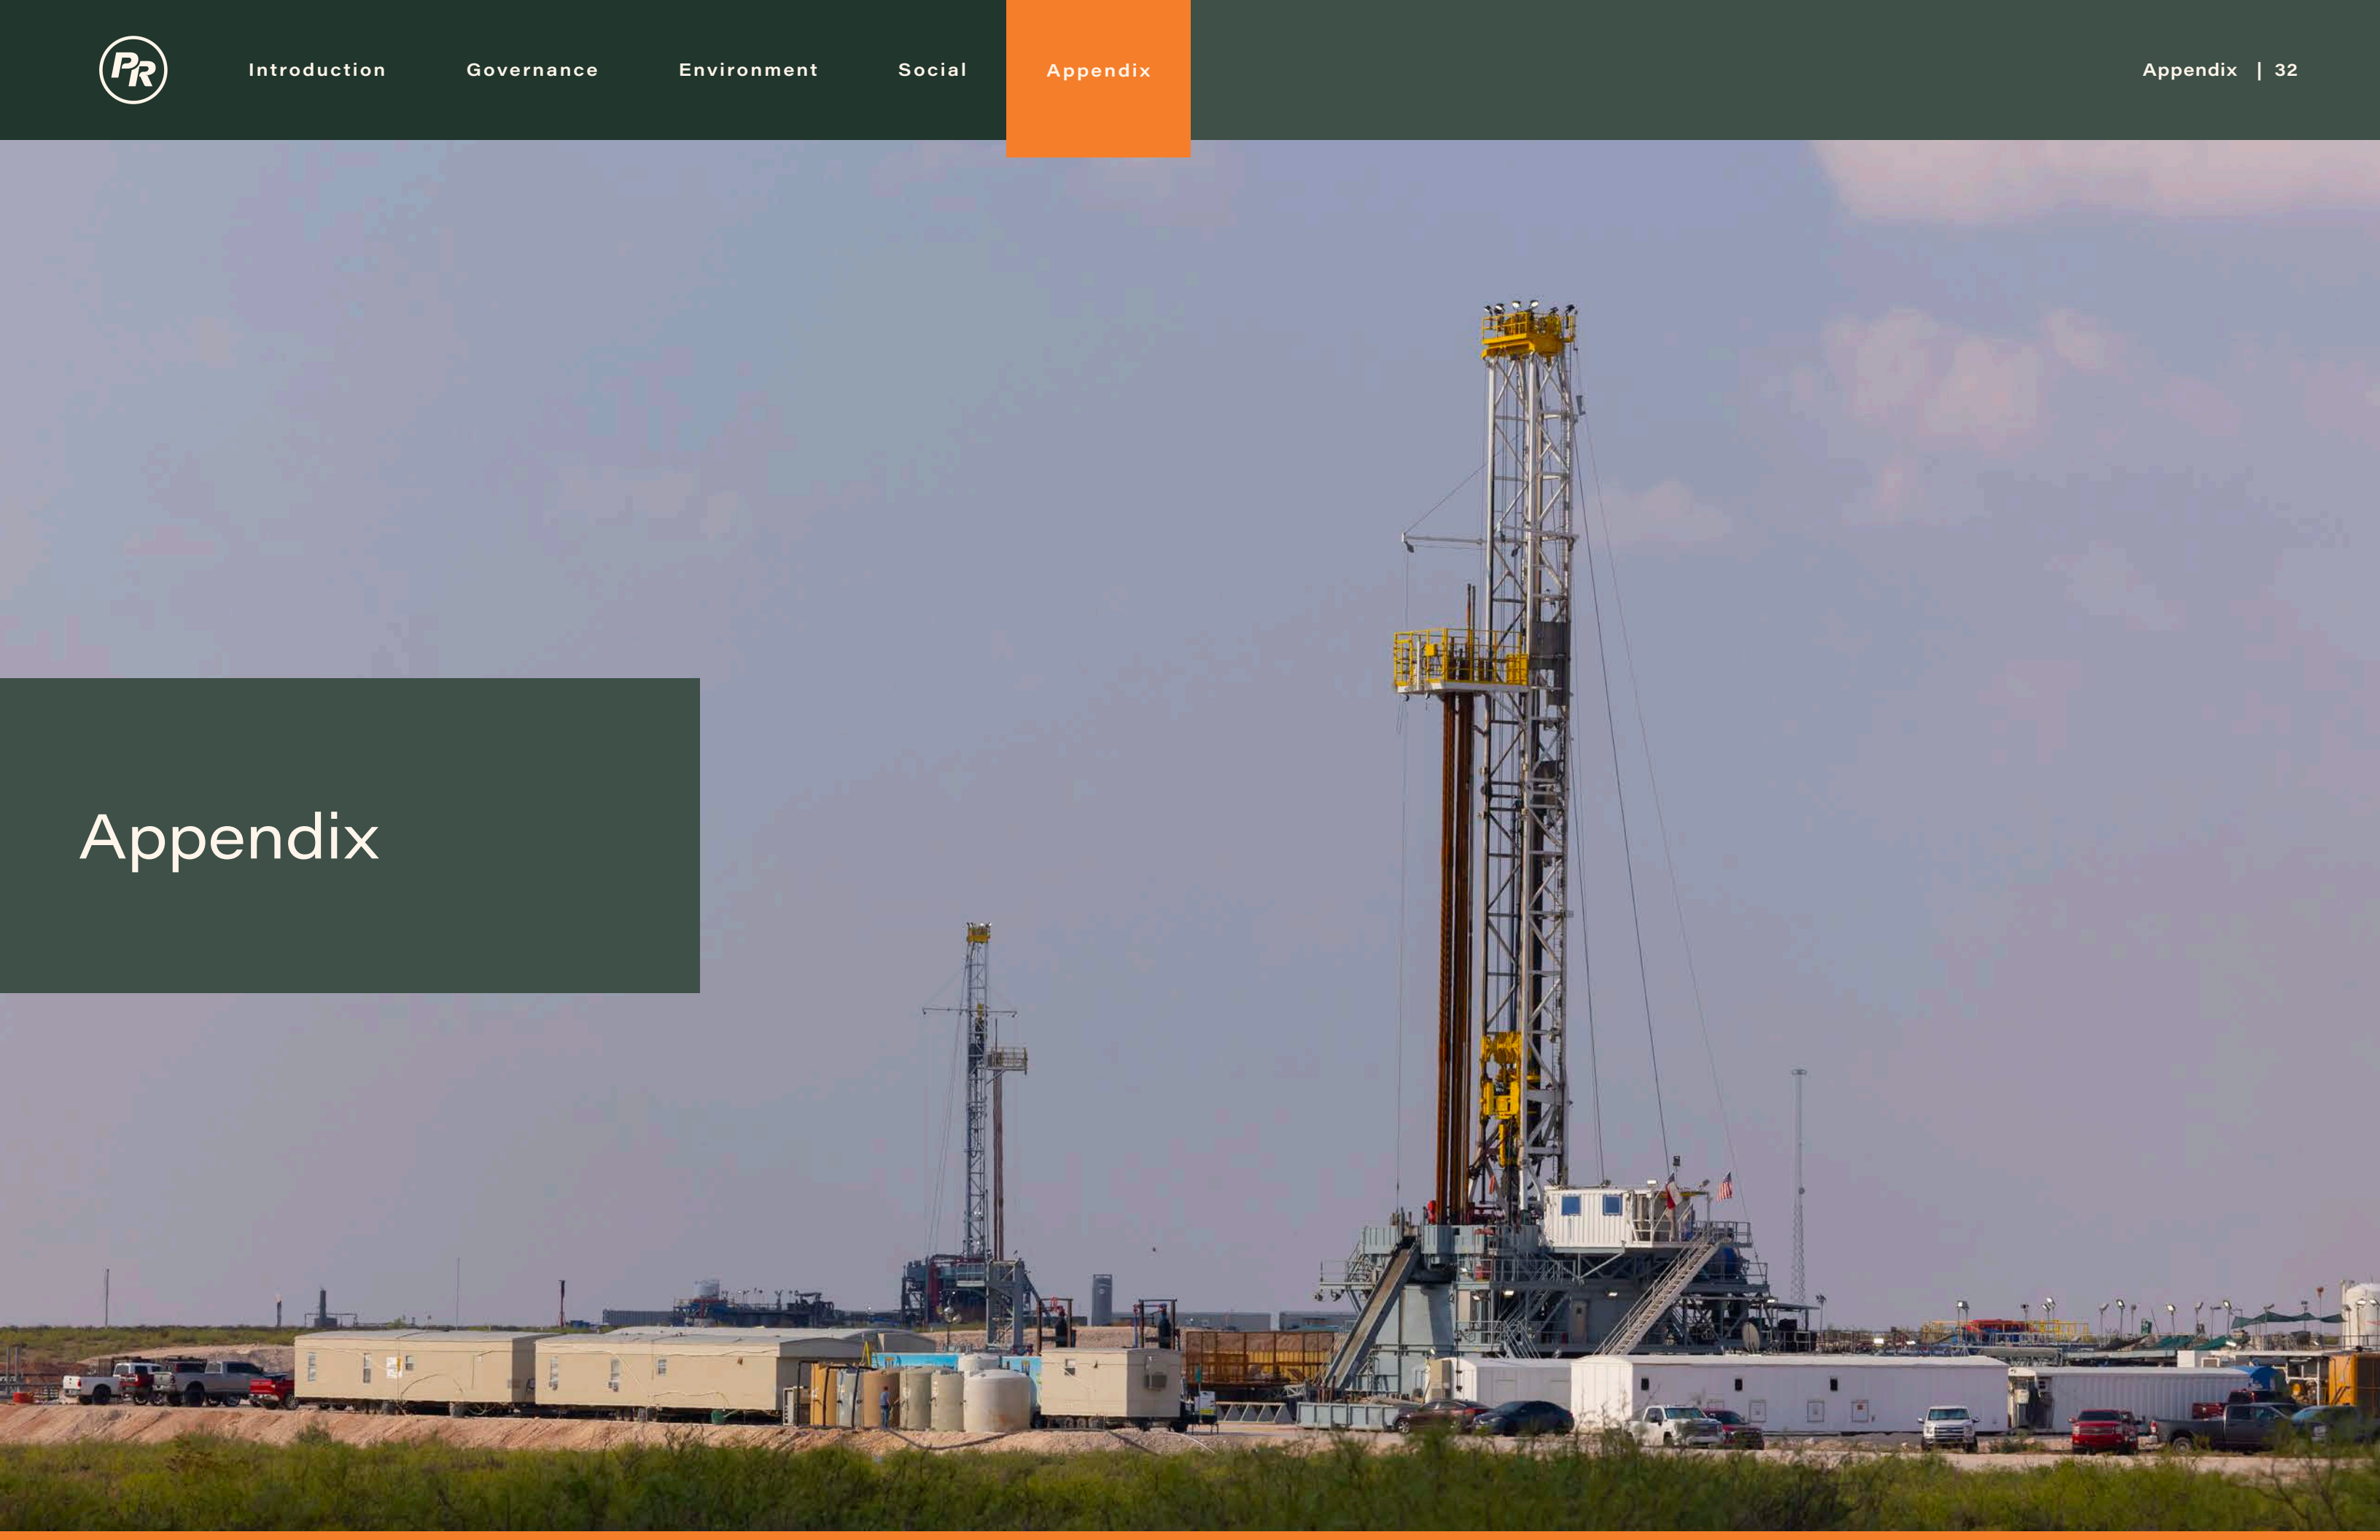 PR
Introduction
Governance
Environment
Social
Appendix
Appendix | 32
Appendix